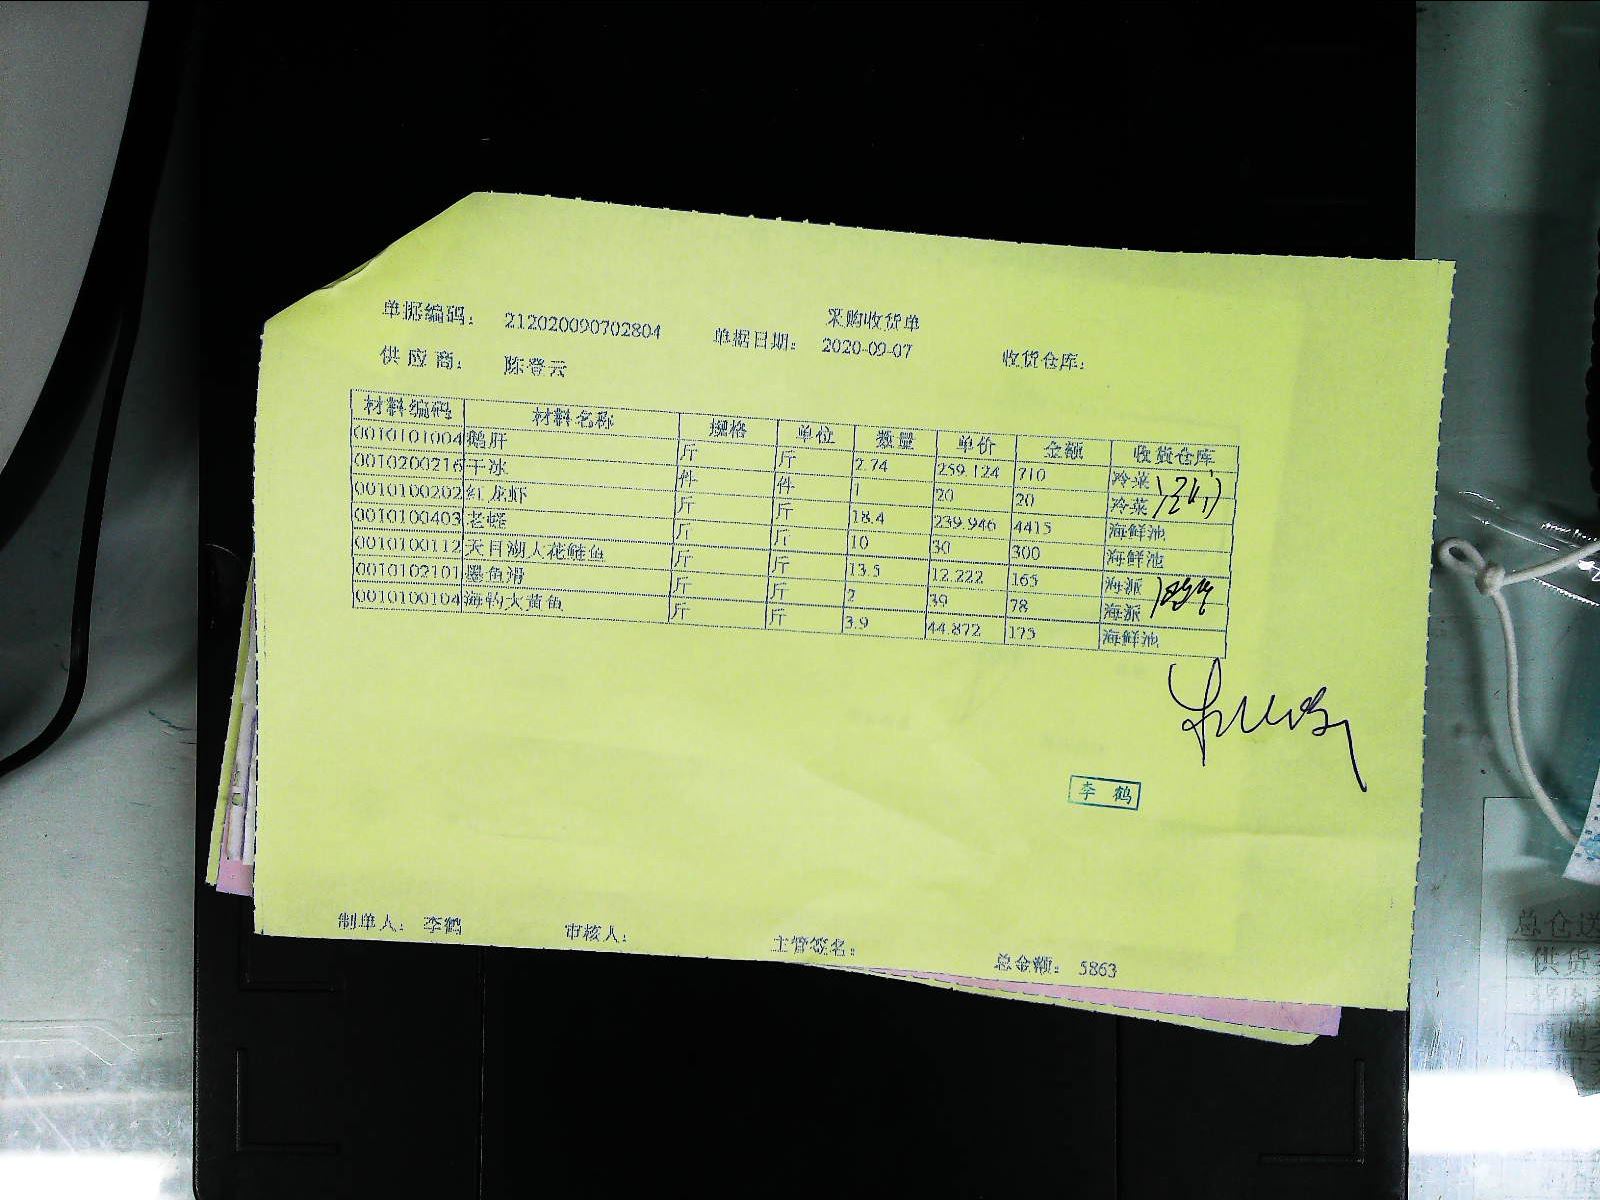 采购收货单
单据编码： 212020090702804 单据日期： 2020-09-07 收货仓库：
供应商： 陈登云
材料编码 材料名称 规格 单位 数量 单价 金额 收货仓库
0010101004 鹅肝 斤 斤 2.74 259.124 710 冷菜
0010200216 干冰 件 件 1 20 20 冷菜
0010100202 红龙虾 斤 斤 18.4 239.946 4415 海鲜池
0010100403 老蛏 斤 斤 10 30 300 海鲜池
0010100112 天目湖大花鲢鱼 斤 斤 13.5 12.222 165 海派
0010102101 墨鱼滑 斤 斤 2 39 78 海派
0010100104 海钓大黄鱼 斤 斤 3.9 44.872 175 海鲜池
李鹤
制单人： 李鹤 审核人： 主管签名： 总金额： 5863
总仓送
供货